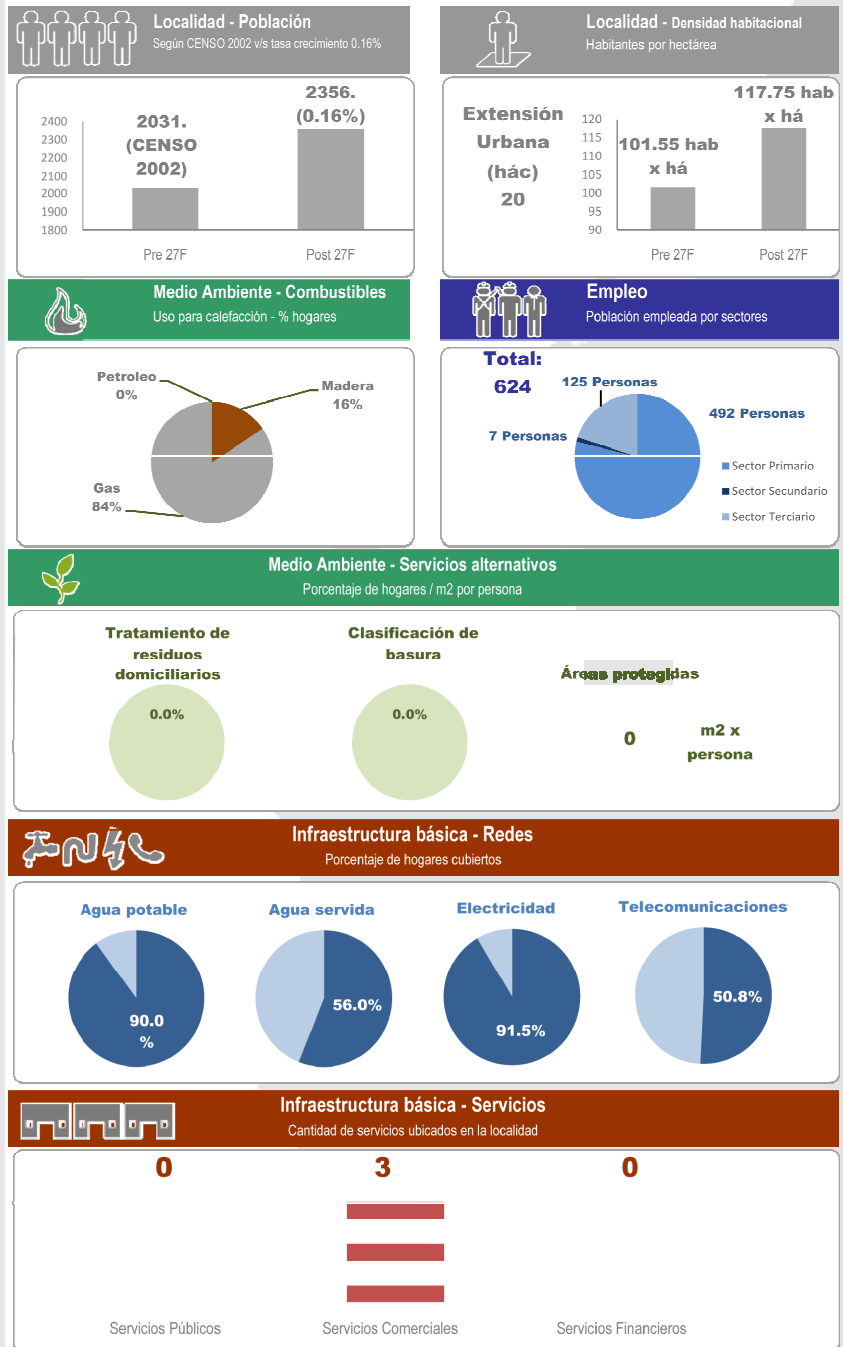 Localidad - Población
Según CENSO 2002 v/s tasa crecimiento 0.16%
2031.
(CENSO
2002)
2356.
(0.16%)
2400
2300
2200
2100
2000
1900
1800
Pre 27F
Post 27F
Localidad - Densidad habitacional
Habitantes por hectárea
Extensión
Urbana
(hác)
20
101.55 hab
x há
117.75 hab
x há
120
115
110
105
100
95
90
Pre 27F
Post 27F
Medio Ambiente - Combustibles
Uso para calefacción - % hogares
Petroleo
0%
Madera
16%
Gas
84%
Empleo
Población empleada por sectores
Total:
624
125 Personas
492 Personas
7 Personas
Sector Primario
Sector Secundario
Sector Terciario
Medio Ambiente - Servicios alternativos
Porcentaje de hogares / m2 por persona
Tratamiento de
residuos
domiciliarios
0.0%
Clasificación de
basura
0.0%
Áreas protegidas
0
m2 x
persona
Infraestructura básica - Redes
Porcentaje de hogares cubiertos
Agua potable
90.0
%
Agua servida
56.0%
Electricidad
91.5%
Telecomunicaciones
50.8%
Infraestructura básica - Servicios
Cantidad de servicios ubicados en la localidad
0
3
0
Servicios Públicos
Servicios Comerciales
Servicios Financieros